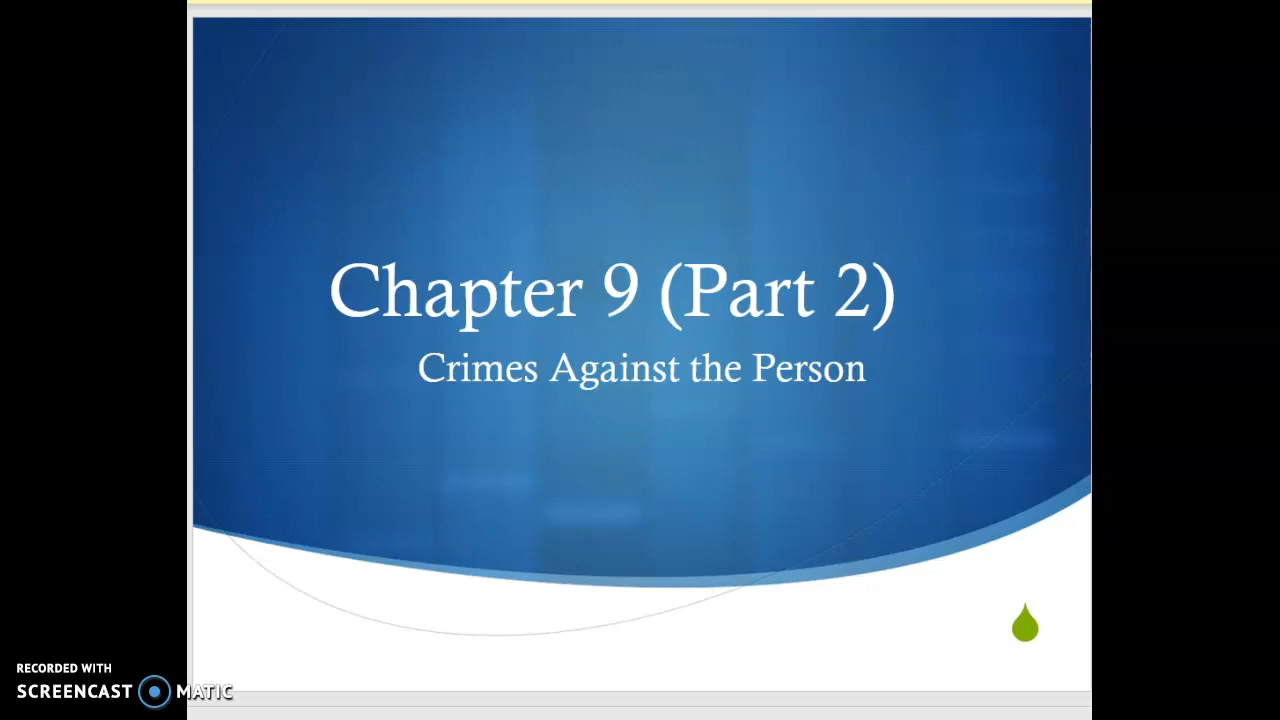 Chapter 9 (Part 2)
Crimes Against the Person
RECORDED WITH
SCREENCAST MATIC